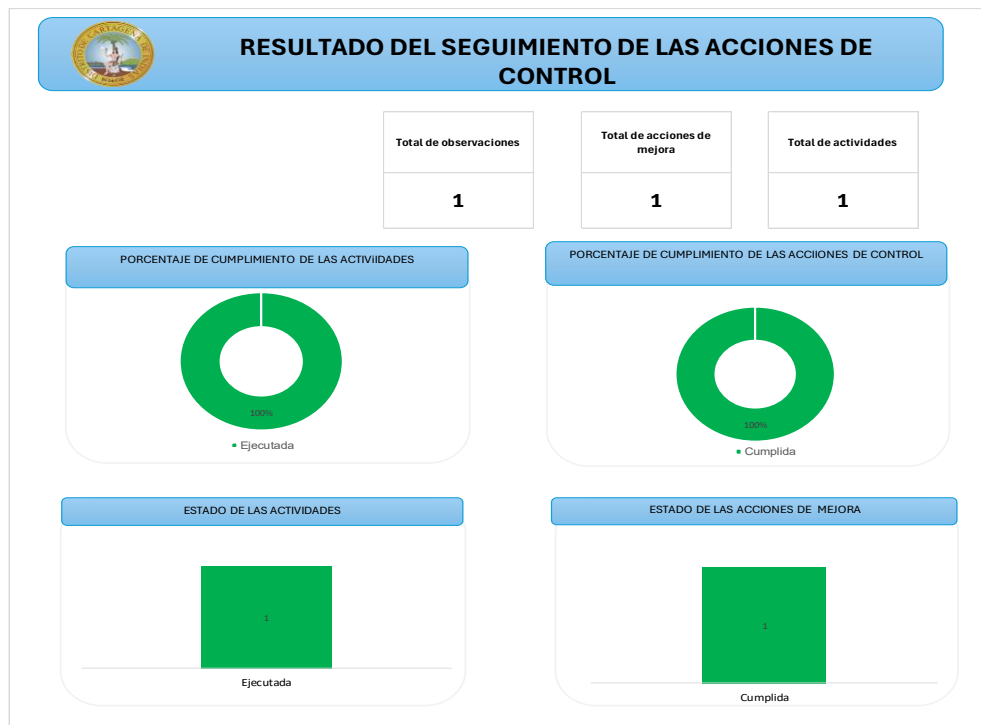 RESULTADO DEL SEGUIMIENTO DE LAS ACCIONES DE
CONTROL
Total de observaciones
Total de acciones de
mejora
Total de actividades
1
1
1
PORCENTAJE DE CUMPLIMIENTO DE LAS ACTIViIDADES
PORCENTAJE DE CUMPLIMIENTO DE LAS ACCIIONES DE CONTROL
100%
Ejecutada
100%
Cumplida
ESTADO DE LAS ACTIVIDADES
ESTADO DE LAS ACCIONES DE MEJORA
1
Ejecutada
1
Cumplida